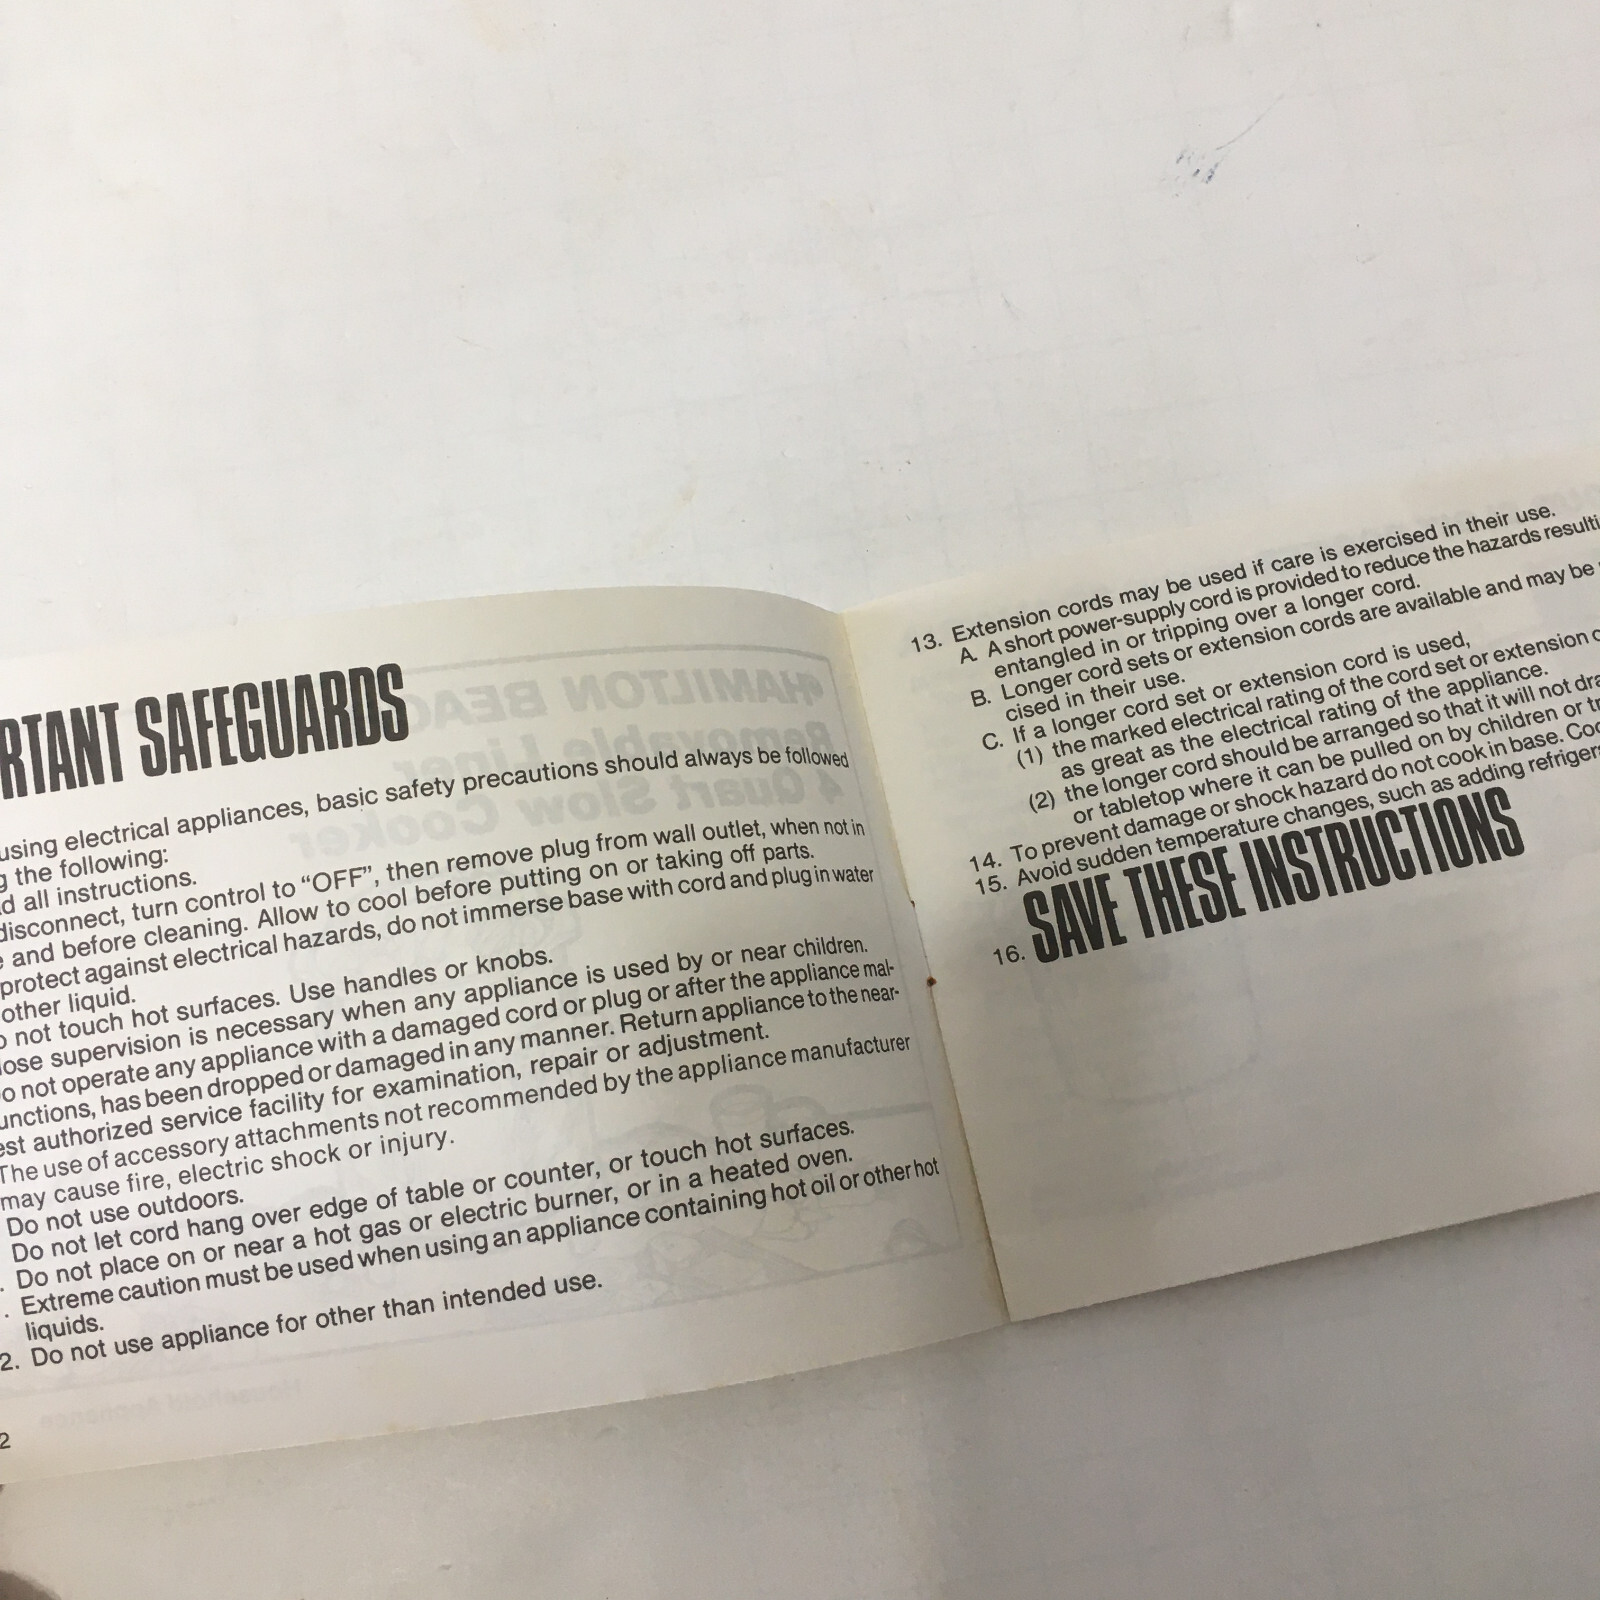 RTANT SAFEGUARDS
using electrical appliances, basic safety precautions should always be followed
g the following:
d all instructions.
disconnect, turn control to “OFF”, then remove plug from wall outlet, when not in
e and before cleaning. Allow to cool before putting on or taking off parts.
protect against electrical hazards, do not immerse base with cord and plug in water
other liquid.
o not touch hot surfaces. Use handles or knobs.
lose supervision is necessary when any appliance is used by or near children.
o not operate any appliance with a damaged cord or plug or after the appliance mal-
unctions, has been dropped or damaged in any manner. Return appliance to the near-
est authorized service facility for examination, repair or adjustment.
The use of accessory attachments not recommended by the appliance manufacturer
may cause fire, electric shock or injury.
Do not use outdoors.
Do not let cord hang over edge of table or counter, or touch hot surfaces.
. Do not place on or near a hot gas or electric burner, or in a heated oven.
. Extreme caution must be used when using an appliance containing hot oil or other hot
liquids.
2. Do not use appliance for other than intended use.
2
13. Extension cords may be used if care is exercised in their use.
A. A short power-supply cord is provided to reduce the hazards resulti
entangled in or tripping over a longer cord.
B. Longer cord sets or extension cords are available and may be
cised in their use.
C. If a longer cord set or extension cord is used,
(1) the marked electrical rating of the cord set or extension c
as great as the electrical rating of the appliance.
(2) the longer cord should be arranged so that it will not dra
or tabletop where it can be pulled on by children or tr
14. To prevent damage or shock hazard do not cook in base. Coo
15. Avoid sudden temperature changes, such as adding refriger
16. SAVE THESE INSTRUCTIONS
HAMILTON BEAC
Removable Liner
4 Quart Slow Cooker
Household Appliance